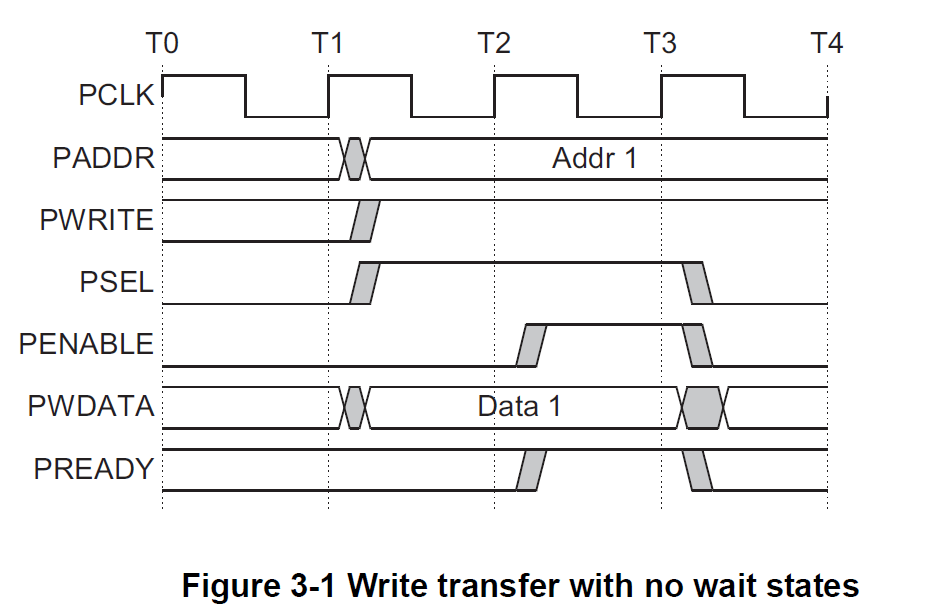 T0 T1 T2 T3 T4
PCLK
PADDR Addr 1
PWRITE
PSEL
PENABLE
PWDATA Data 1
PREADY
Figure 3-1 Write transfer with no wait states